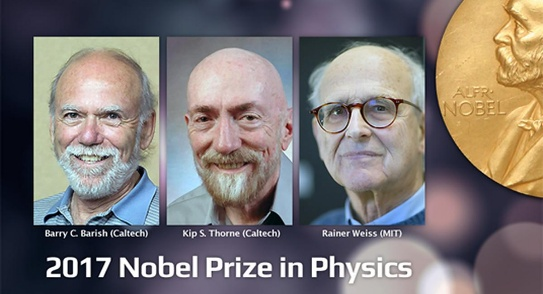 ALFR•
NOBEL
Barry C. Barish (Caltech)
Kip S. Thorne (Caltech)
Rainer Weiss (MIT)
2017 Nobel Prize in Physics